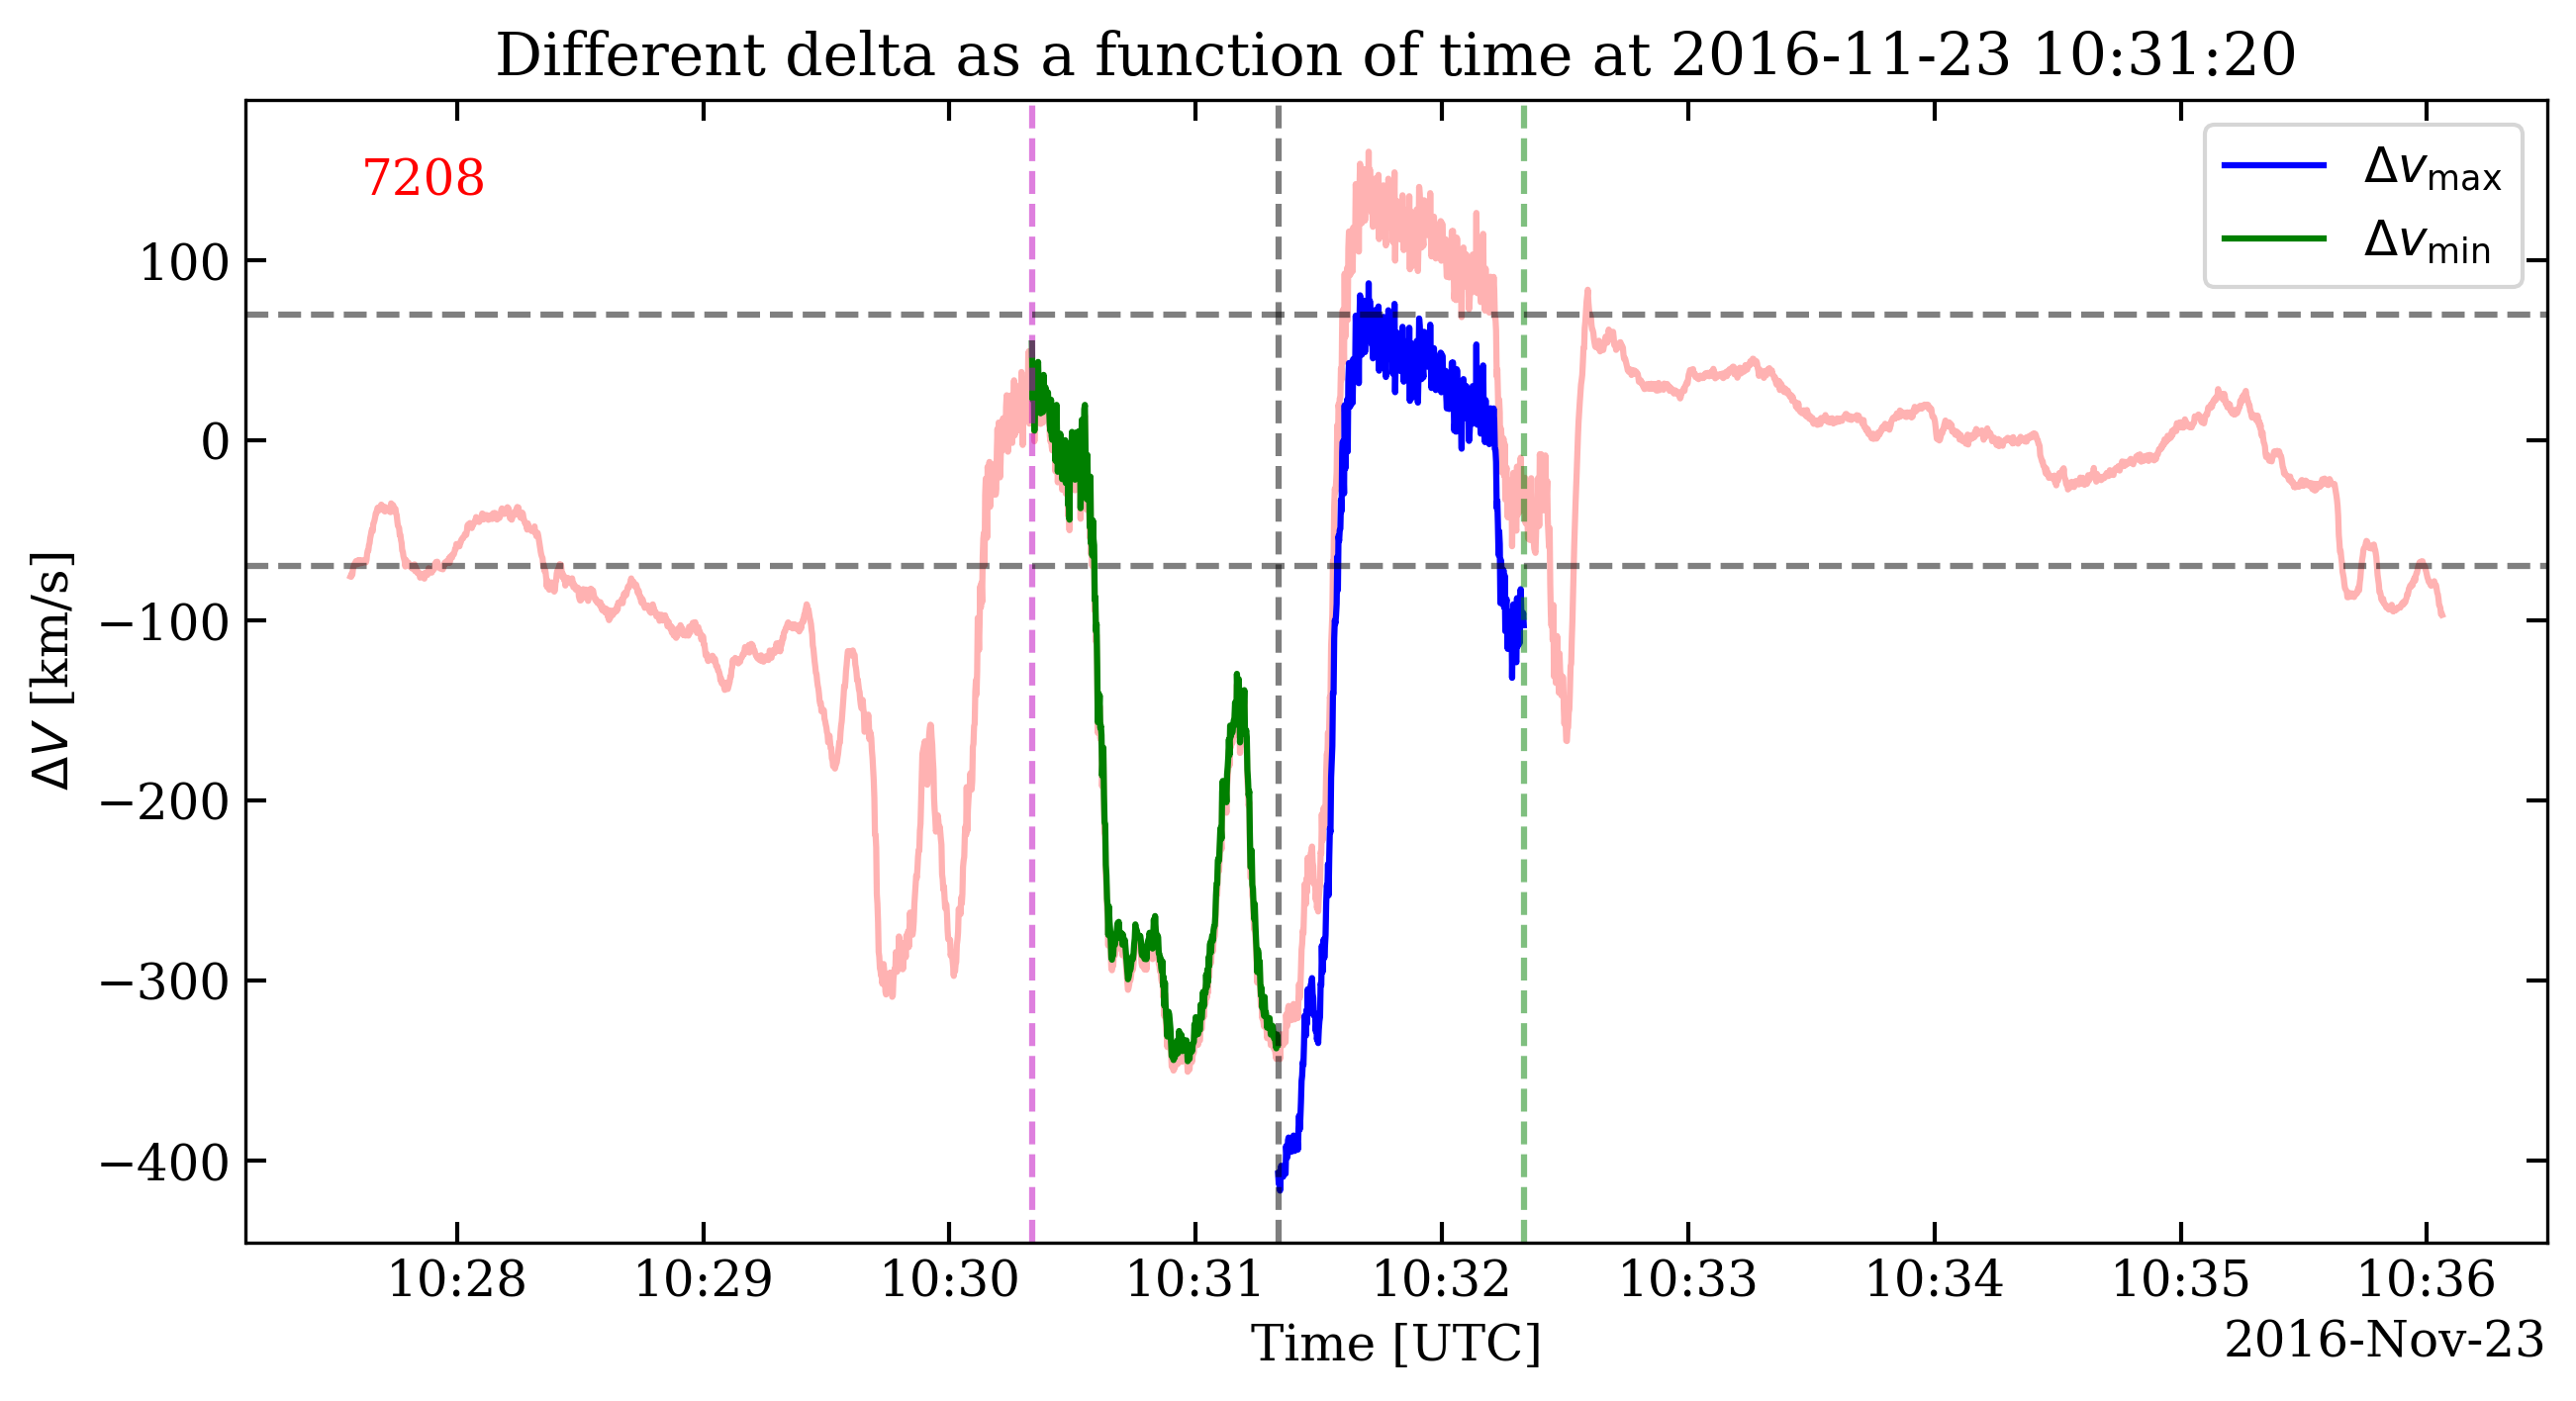 Different delta as a function of time at 2016-11-23 10:31:20
7208
Δv_max
Δv_min
100
0
−100
−200
−300
−400
ΔV [km/s]
10:28 10:29 10:30 10:31 10:32 10:33 10:34 10:35 10:36
Time [UTC]
2016-Nov-23